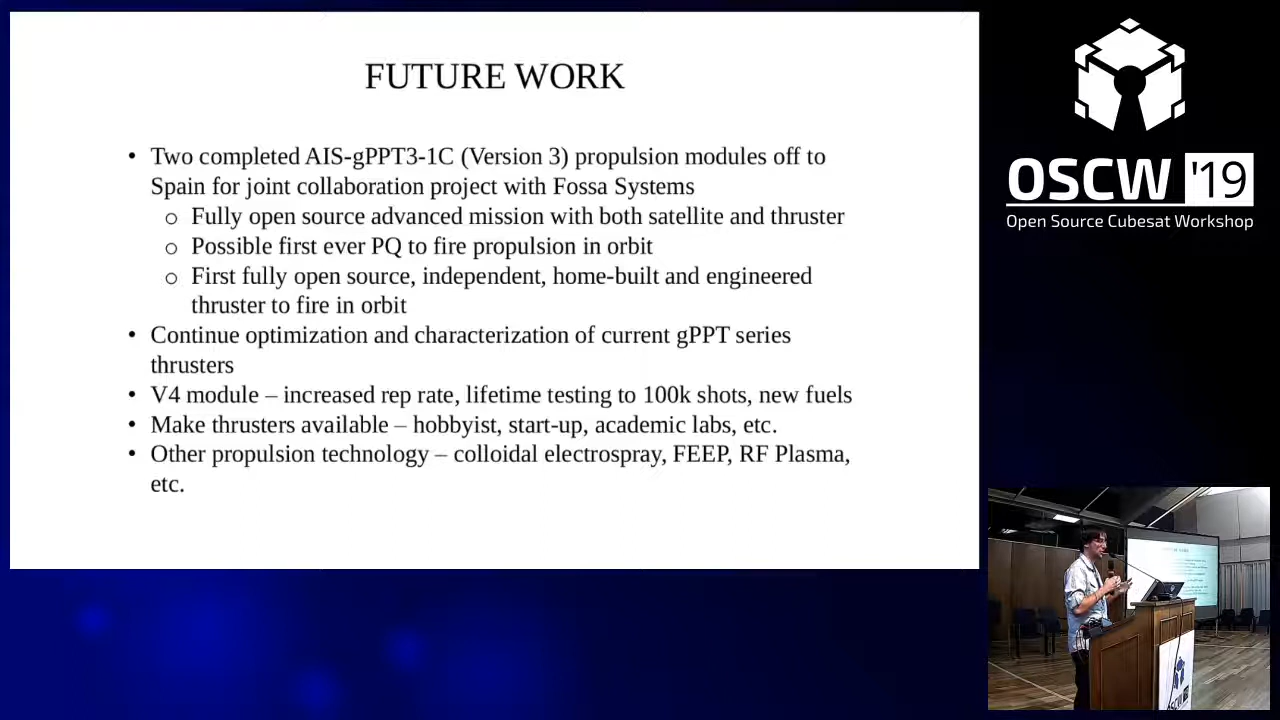 FUTURE WORK
• Two completed AIS-gPPT3-1C (Version 3) propulsion modules off to
Spain for joint collaboration project with Fossa Systems
o Fully open source advanced mission with both satellite and thruster
o Possible first ever PQ to fire propulsion in orbit
o First fully open source, independent, home-built and engineered
thruster to fire in orbit
• Continue optimization and characterization of current gPPT series
thrusters
• V4 module – increased rep rate, lifetime testing to 100k shots, new fuels
• Make thrusters available – hobbyist, start-up, academic labs, etc.
• Other propulsion technology – colloidal electrospray, FEEP, RF Plasma,
etc.
OSCW '19
Open Source Cubesat Workshop